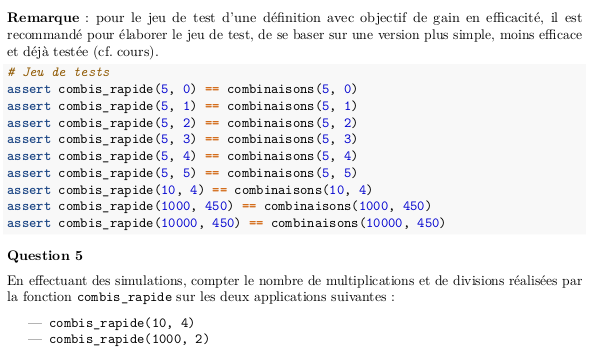 Remarque : pour le jeu de test d'une définition avec objectif de gain en efficacité, il est
recommandé pour élaborer le jeu de test, de se baser sur une version plus simple, moins efficace
et déjà testée (cf. cours).
# Jeu de tests
assert combis_rapide(5, 0) == combinaisons(5, 0)
assert combis_rapide(5, 1) == combinaisons(5, 1)
assert combis_rapide(5, 2) == combinaisons(5, 2)
assert combis_rapide(5, 3) == combinaisons(5, 3)
assert combis_rapide(5, 4) == combinaisons(5, 4)
assert combis_rapide(5, 5) == combinaisons(5, 5)
assert combis_rapide(10, 4) == combinaisons(10, 4)
assert combis_rapide(1000, 450) == combinaisons(1000, 450)
assert combis_rapide(10000, 450) == combinaisons(10000, 450)
Question 5
En effectuant des simulations, compter le nombre de multiplications et de divisions réalisées par
la fonction combis_rapide sur les deux applications suivantes :
— combis_rapide(10, 4)
— combis_rapide(1000, 2)